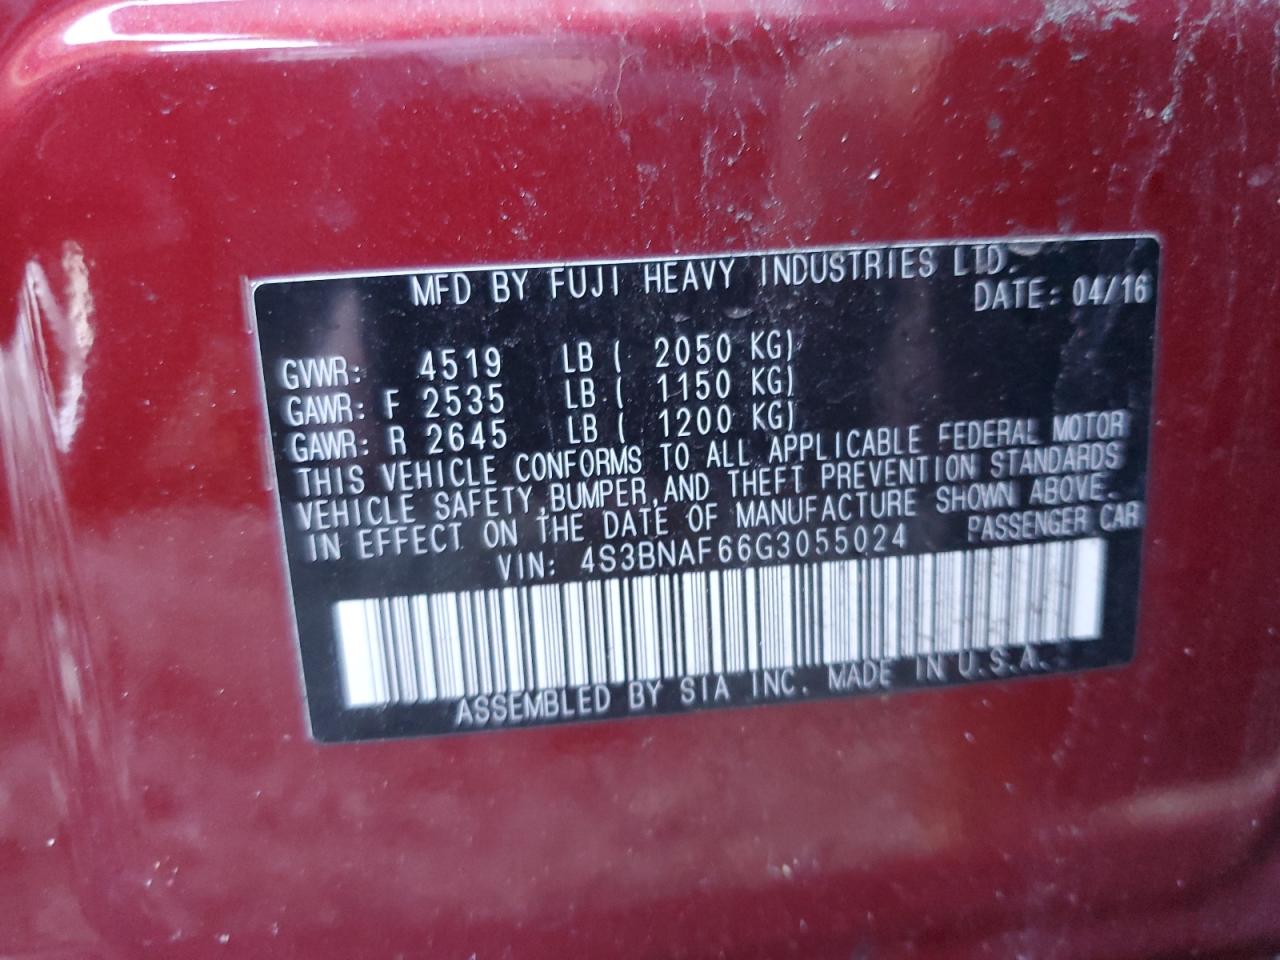 MFD BY FUJI HEAVY INDUSTRIES LTD.
DATE: 04/16
GVWR: 4519 LB ( 2050 KG)
GAWR: F 2535 LB ( 1150 KG)
GAWR: R 2645 LB ( 1200 KG)
THIS VEHICLE CONFORMS TO ALL APPLICABLE FEDERAL MOTOR
VEHICLE SAFETY, BUMPER, AND THEFT PREVENTION STANDARDS
IN EFFECT ON THE DATE OF MANUFACTURE SHOWN ABOVE.
VIN: 4S3BNAF66G3055024 PASSENGER CAR
ASSEMBLED BY SIA INC. MADE IN U.S.A.